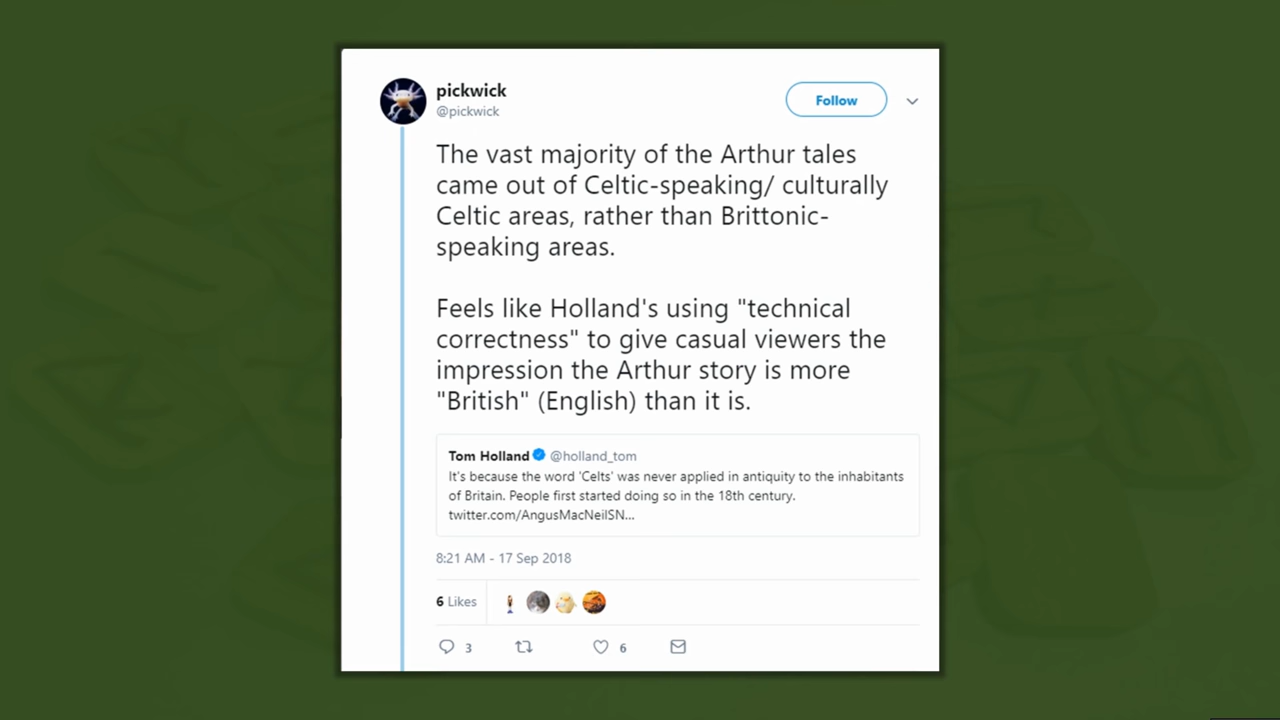 pickwick
@pickwick
Follow
The vast majority of the Arthur tales
came out of Celtic-speaking/ culturally
Celtic areas, rather than Brittonic-
speaking areas.
Feels like Holland's using "technical
correctness" to give casual viewers the
impression the Arthur story is more
"British" (English) than it is.
Tom Holland @holland_tom
It's because the word 'Celts' was never applied in antiquity to the inhabitants
of Britain. People first started doing so in the 18th century.
twitter.com/AngusMacNeilSN...
8:21 AM - 17 Sep 2018
6 Likes
3 6